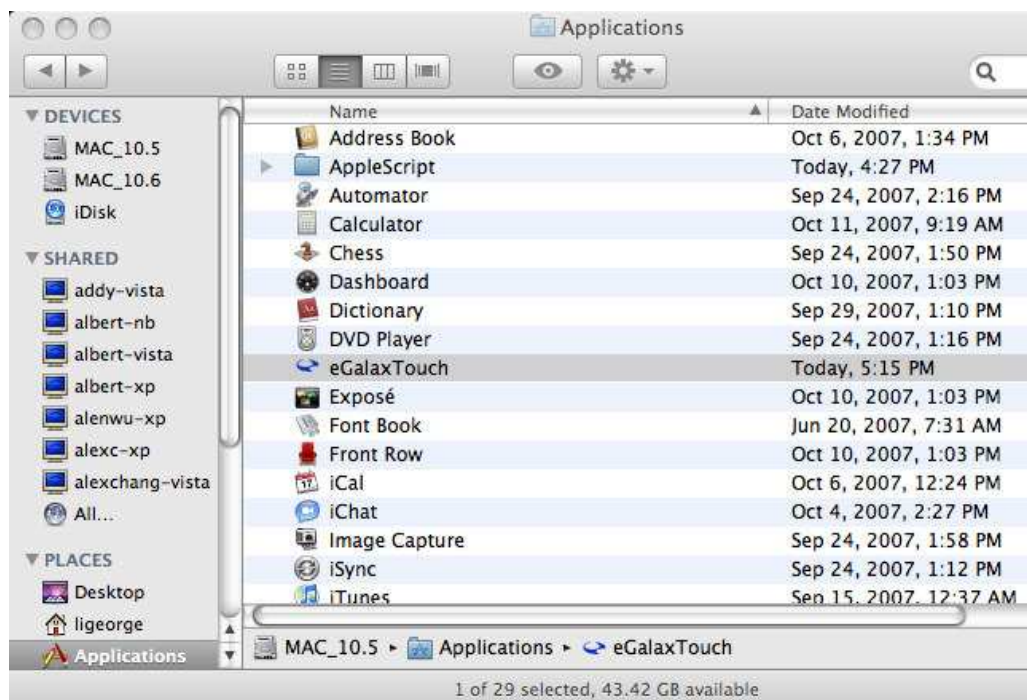 Applications
DEVICES
MAC_10.5
MAC_10.6
iDisk
SHARED
addy-vista
albert-nb
albert-vista
albert-xp
alenwu-xp
alexc-xp
alexchang-vista
All...
PLACES
Desktop
ligeorge
Applications
Name Date Modified
Address Book Oct 6, 2007, 1:34 PM
AppleScript Today, 4:27 PM
Automator Sep 24, 2007, 2:16 PM
Calculator Oct 11, 2007, 9:19 AM
Chess Sep 24, 2007, 1:50 PM
Dashboard Oct 10, 2007, 1:03 PM
Dictionary Sep 29, 2007, 1:10 PM
DVD Player Sep 24, 2007, 1:16 PM
eGalaxTouch Today, 5:15 PM
Exposé Oct 10, 2007, 1:03 PM
Font Book Jun 20, 2007, 7:31 AM
Front Row Oct 10, 2007, 1:03 PM
iCal Oct 6, 2007, 12:24 PM
iChat Oct 4, 2007, 2:27 PM
Image Capture Sep 24, 2007, 1:58 PM
iSync Sep 24, 2007, 1:12 PM
iTunes Sep 15, 2007, 12:37 AM
MAC_10.5 ▸ Applications ▸ eGalaxTouch
1 of 29 selected, 43.42 GB available